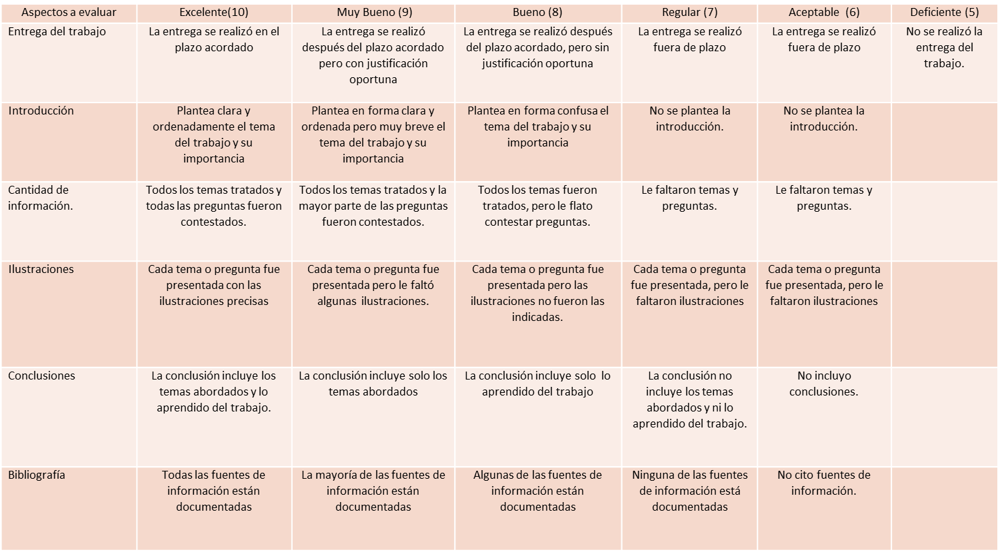 Aspectos a evaluar
Excelente(10)
Muy Bueno (9)
Bueno (8)
Regular (7)
Aceptable (6)
Deficiente (5)
Entrega del trabajo
La entrega se realizó en el
plazo acordado
La entrega se realizó
después del plazo acordado
pero con justificación
oportuna
La entrega se realizó después
del plazo acordado, pero sin
justificación oportuna
La entrega se realizó
fuera de plazo
La entrega se realizó
fuera de plazo
No se realizó la
entrega del
trabajo.
Introducción
Plantea clara y
ordenadamente el tema
del trabajo y su
importancia
Plantea en forma clara y
ordenada pero muy breve el
tema del trabajo y su
importancia
Plantea en forma confusa el
tema del trabajo y su
importancia
No se plantea la
introducción.
No se plantea la
introducción.
Cantidad de
información.
Todos los temas tratados y
todas las preguntas fueron
contestados.
Todos los temas tratados y la
mayor parte de las preguntas
fueron contestados.
Todos los temas fueron
tratados, pero le flato
contestar preguntas.
Le faltaron temas y
preguntas.
Le faltaron temas y
preguntas.
Ilustraciones
Cada tema o pregunta fue
presentada con las
ilustraciones precisas
Cada tema o pregunta fue
presentada pero le faltó
algunas ilustraciones.
Cada tema o pregunta fue
presentada pero las
ilustraciones no fueron las
indicadas.
Cada tema o pregunta
fue presentada, pero le
faltaron ilustraciones
Cada tema o pregunta
fue presentada, pero le
faltaron ilustraciones
Conclusiones
La conclusión incluye los
temas abordados y lo
aprendido del trabajo.
La conclusión incluye solo los
temas abordados
La conclusión incluye solo lo
aprendido del trabajo
La conclusión no
incluye los temas
abordados y ni lo
aprendido del trabajo.
No incluyo
conclusiones.
Bibliografía
Todas las fuentes de
información están
documentadas
La mayoría de las fuentes de
información están
documentadas
Algunas de las fuentes de
información están
documentadas
Ninguna de las fuentes
de información está
documentadas
No cito fuentes de
información.